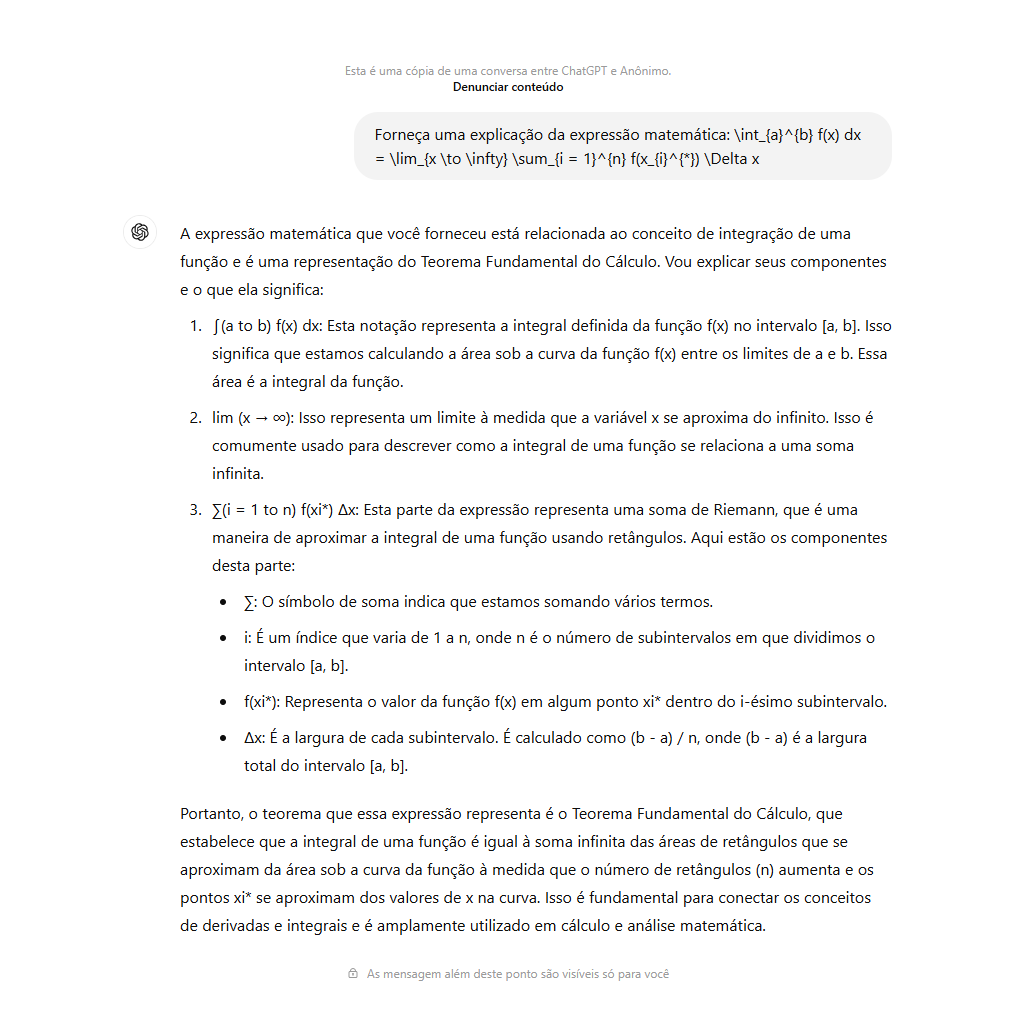 Esta é uma cópia de uma conversa entre ChatGPT e Anônimo.
Denunciar conteúdo
Forneça uma explicação da expressão matemática: \int_{a}^{b} f(x) dx
= \lim_{x \to \infty} \sum_{i = 1}^{n} f(x_{i}^{*}) \Delta x
A expressão matemática que você forneceu está relacionada ao conceito de integração de uma
função e é uma representação do Teorema Fundamental do Cálculo. Vou explicar seus componentes
e o que ela significa:
1. ∫(a to b) f(x) dx: Esta notação representa a integral definida da função f(x) no intervalo [a, b]. Isso
significa que estamos calculando a área sob a curva da função f(x) entre os limites de a e b. Essa
área é a integral da função.
2. lim (x → ∞): Isso representa um limite à medida que a variável x se aproxima do infinito. Isso é
comumente usado para descrever como a integral de uma função se relaciona a uma soma
infinita.
3. ∑(i = 1 to n) f(xi*) Δx: Esta parte da expressão representa uma soma de Riemann, que é uma
maneira de aproximar a integral de uma função usando retângulos. Aqui estão os componentes
desta parte:
• ∑: O símbolo de soma indica que estamos somando vários termos.
• i: É um índice que varia de 1 a n, onde n é o número de subintervalos em que dividimos o
intervalo [a, b].
• f(xi*): Representa o valor da função f(x) em algum ponto xi* dentro do i-ésimo subintervalo.
• Δx: É a largura de cada subintervalo. É calculado como (b - a) / n, onde (b - a) é a largura
total do intervalo [a, b].
Portanto, o teorema que essa expressão representa é o Teorema Fundamental do Cálculo, que
estabelece que a integral de uma função é igual à soma infinita das áreas de retângulos que se
aproximam da área sob a curva da função à medida que o número de retângulos (n) aumenta e os
pontos xi* se aproximam dos valores de x na curva. Isso é fundamental para conectar os conceitos
de derivadas e integrais e é amplamente utilizado em cálculo e análise matemática.
As mensagem além deste ponto são visíveis só para você